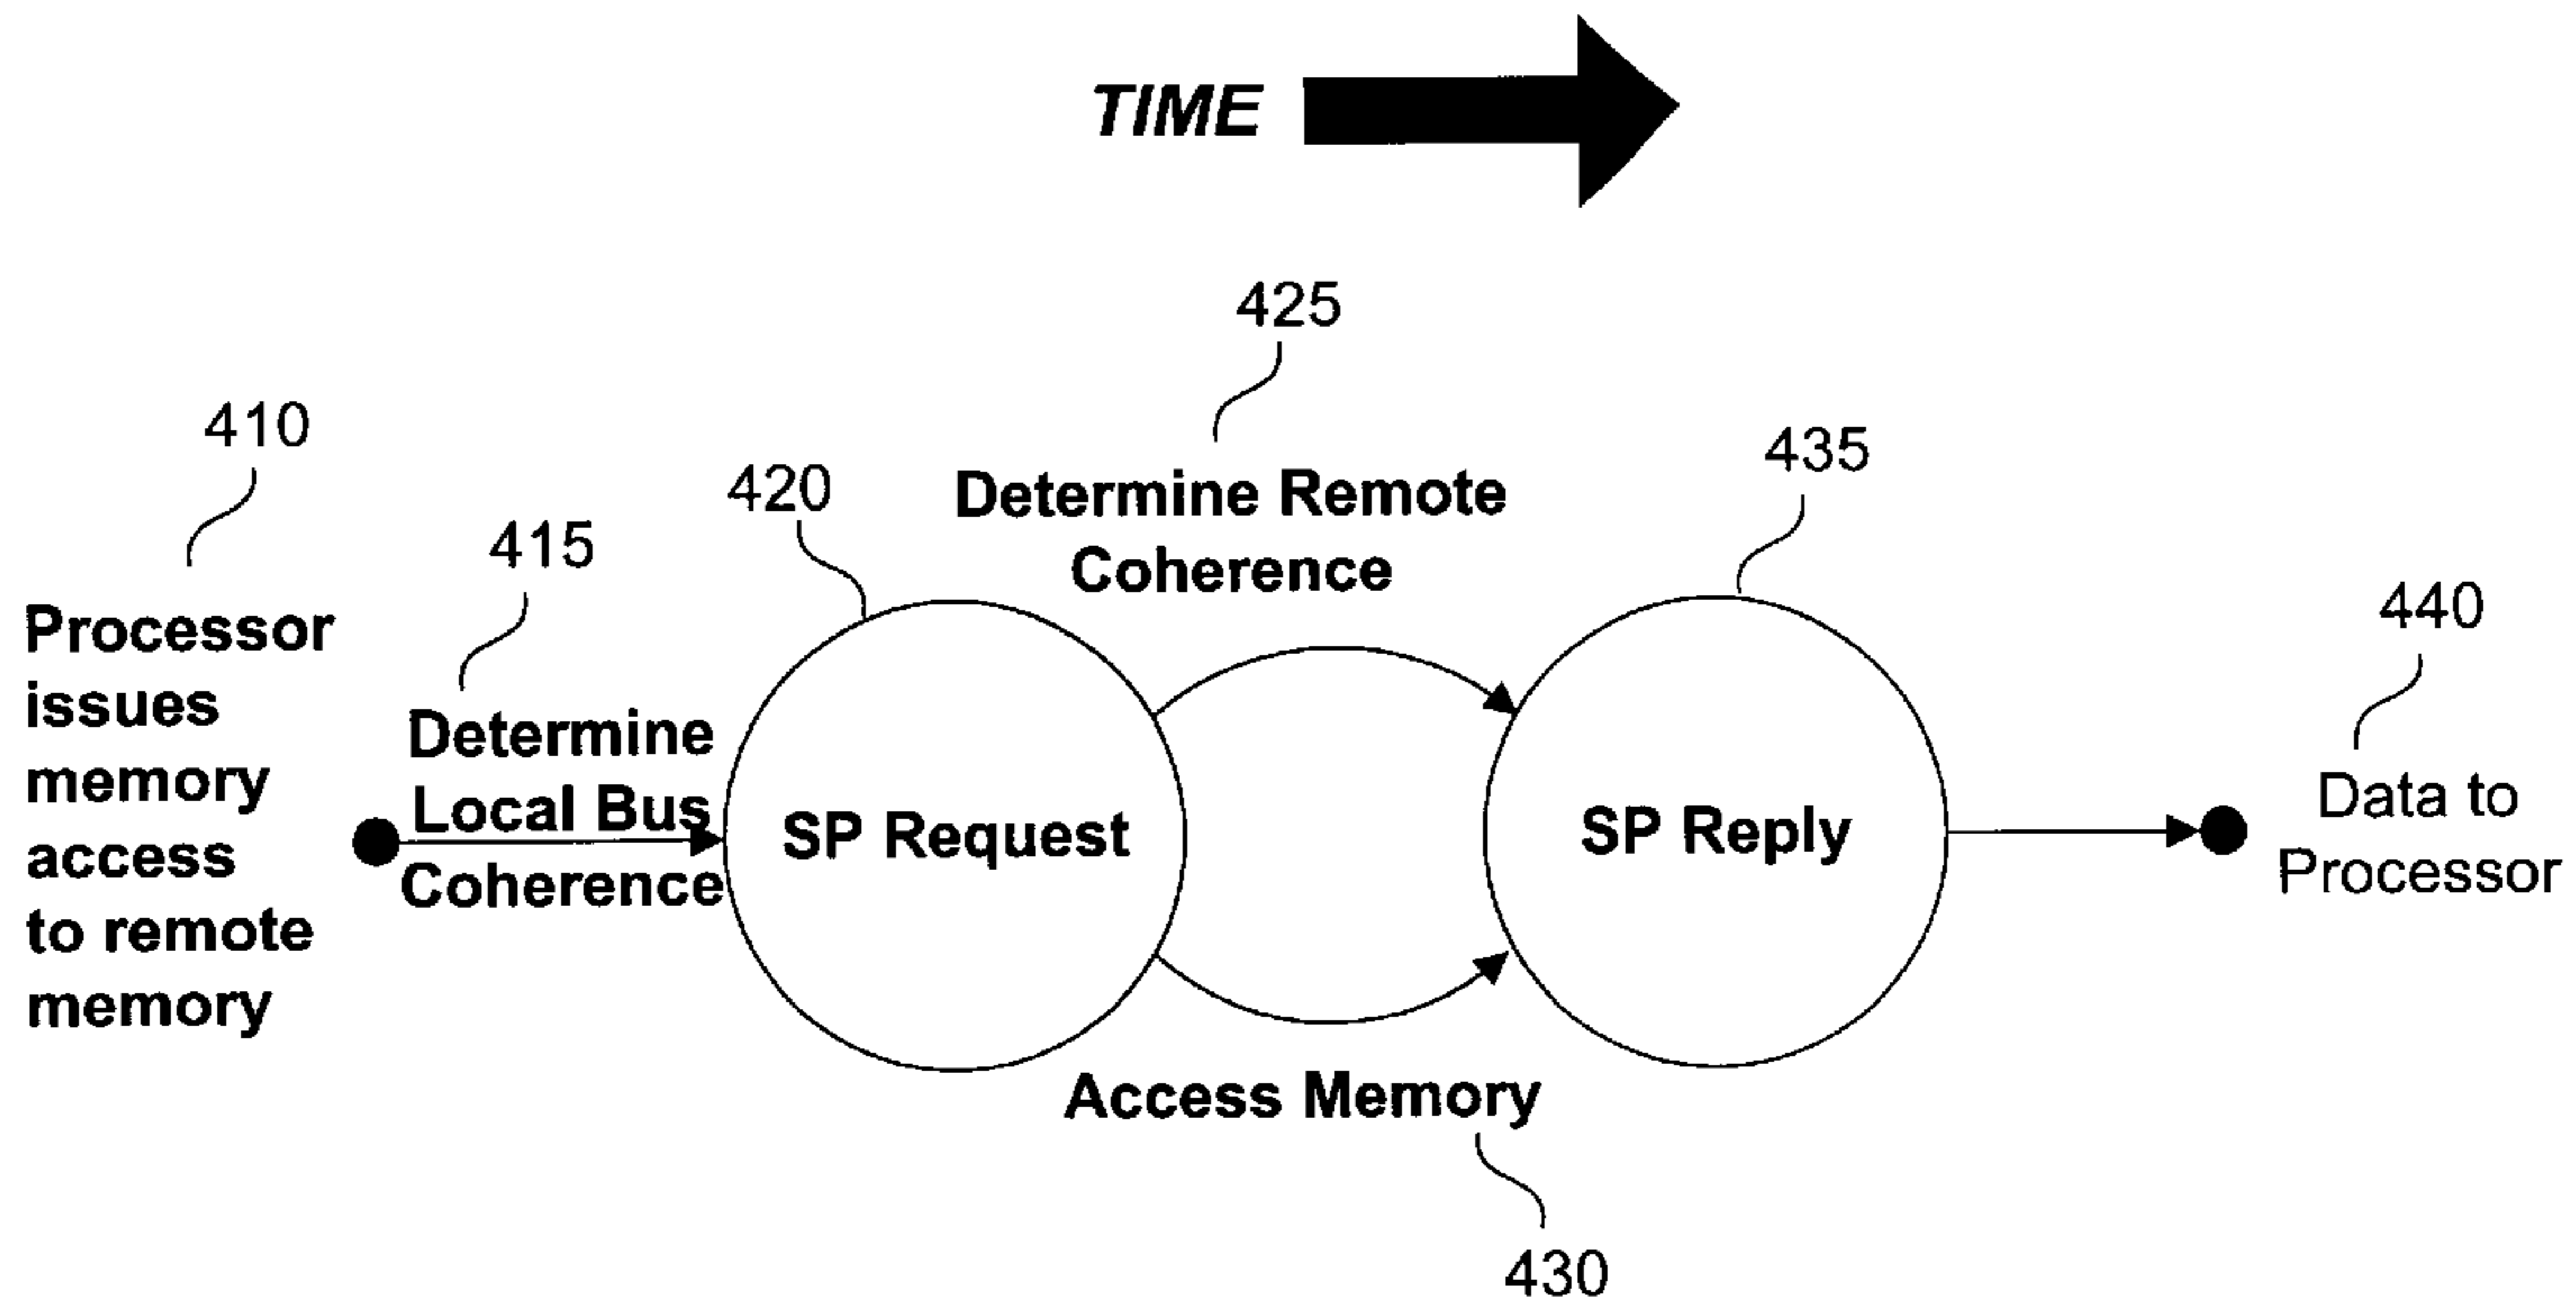 TIME
425
410
435
420
Determine Remote
Coherence
415
440
Processor
issues
memory
access
to remote
memory
Determine
Local Bus
Coherence
SP Request
SP Reply
Data to
Processor
Access Memory
430